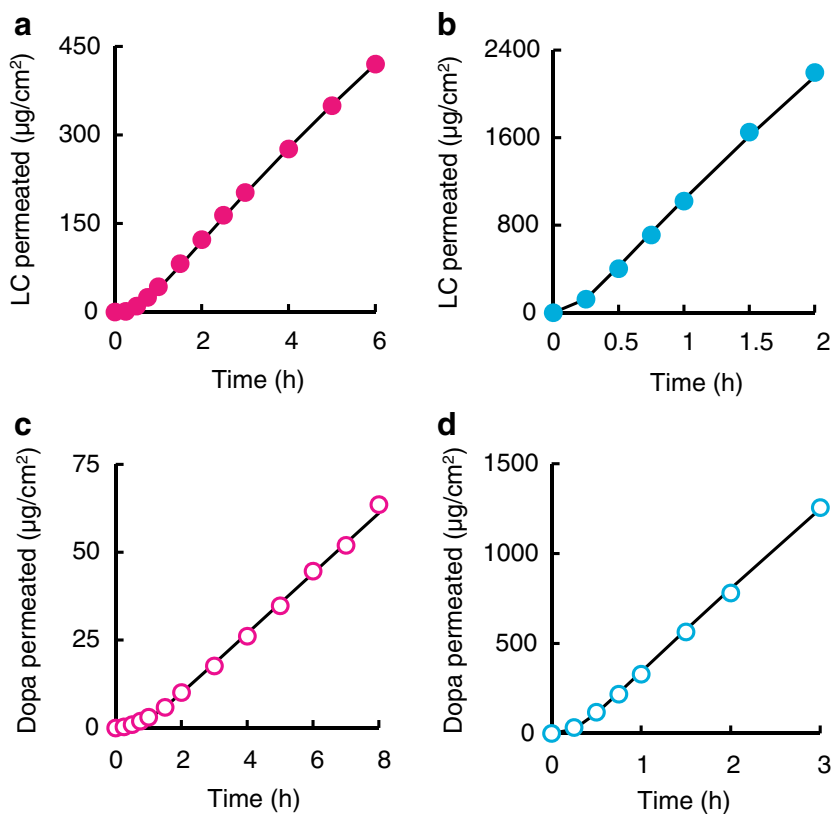 a
LC permeated (µg/cm²)
450
300
150
0
0 2 4 6
Time (h)
b
LC permeated (µg/cm²)
2400
1600
800
0
0 0.5 1 1.5 2
Time (h)
c
Dopa permeated (µg/cm²)
75
50
25
0
0 2 4 6 8
Time (h)
d
Dopa permeated (µg/cm²)
1500
1000
500
0
0 1 2 3
Time (h)